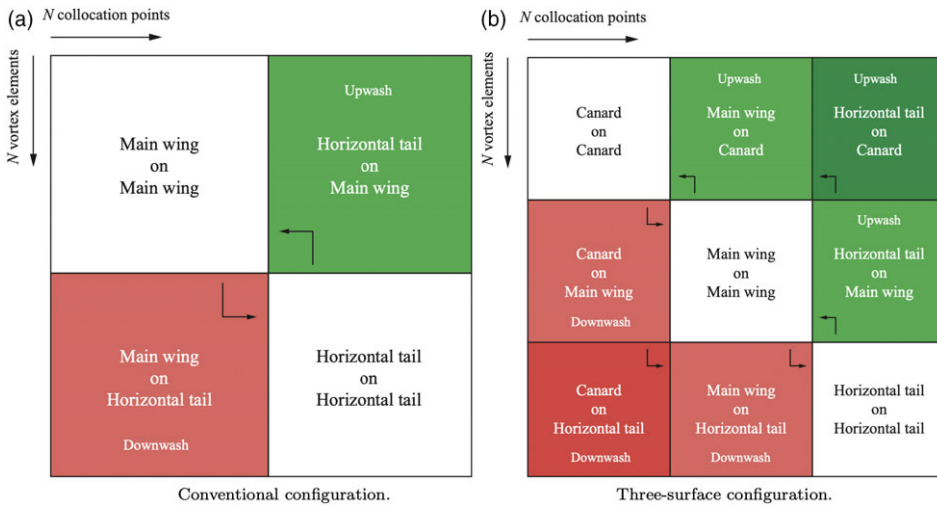 (a)
N collocation points
N vortex elements
Main wing
on
Main wing
Upwash
Horizontal tail
on
Main wing
Main wing
on
Horizontal tail
Downwash
Horizontal tail
on
Horizontal tail
Conventional configuration.
(b)
N collocation points
N vortex elements
Canard
on
Canard
Upwash
Main wing
on
Canard
Upwash
Horizontal tail
on
Canard
Canard
on
Main wing
Downwash
Main wing
on
Main wing
Upwash
Horizontal tail
on
Main wing
Canard
on
Horizontal tail
Downwash
Main wing
on
Horizontal tail
Downwash
Horizontal tail
on
Horizontal tail
Three-surface configuration.